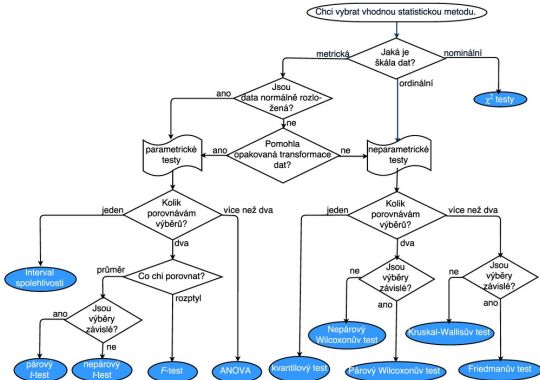 Chci vybrat vhodnou statistickou metodu.
metrická
Jaká je
škála dat?
nominální
ordinální
χ² testy
ano
Jsou
data normálně rozlo-
žená?
ne
parametrické
testy
ano
Pomohla
opakovaná transformace
dat?
ne
neparametrické
testy
jeden
Kolik
porovnávám
výběrů?
více než dva
dva
Interval
spolehlivosti
průměr
Co chi porovnat?
rozptyl
ano
Jsou
výběry
závislé?
ne
párový
t-test
nepárový
t-test
F-test
ANOVA
jeden
Kolik
porovnávám
výběrů?
více než dva
dva
ne
Jsou
výběry
závislé?
ano
Nepárový
Wilcoxonův test
ne
Jsou
výběry
závislé?
ano
Kruskal-Wallisův test
kvantilový test
Párový Wilcoxonův test
Friedmanův test